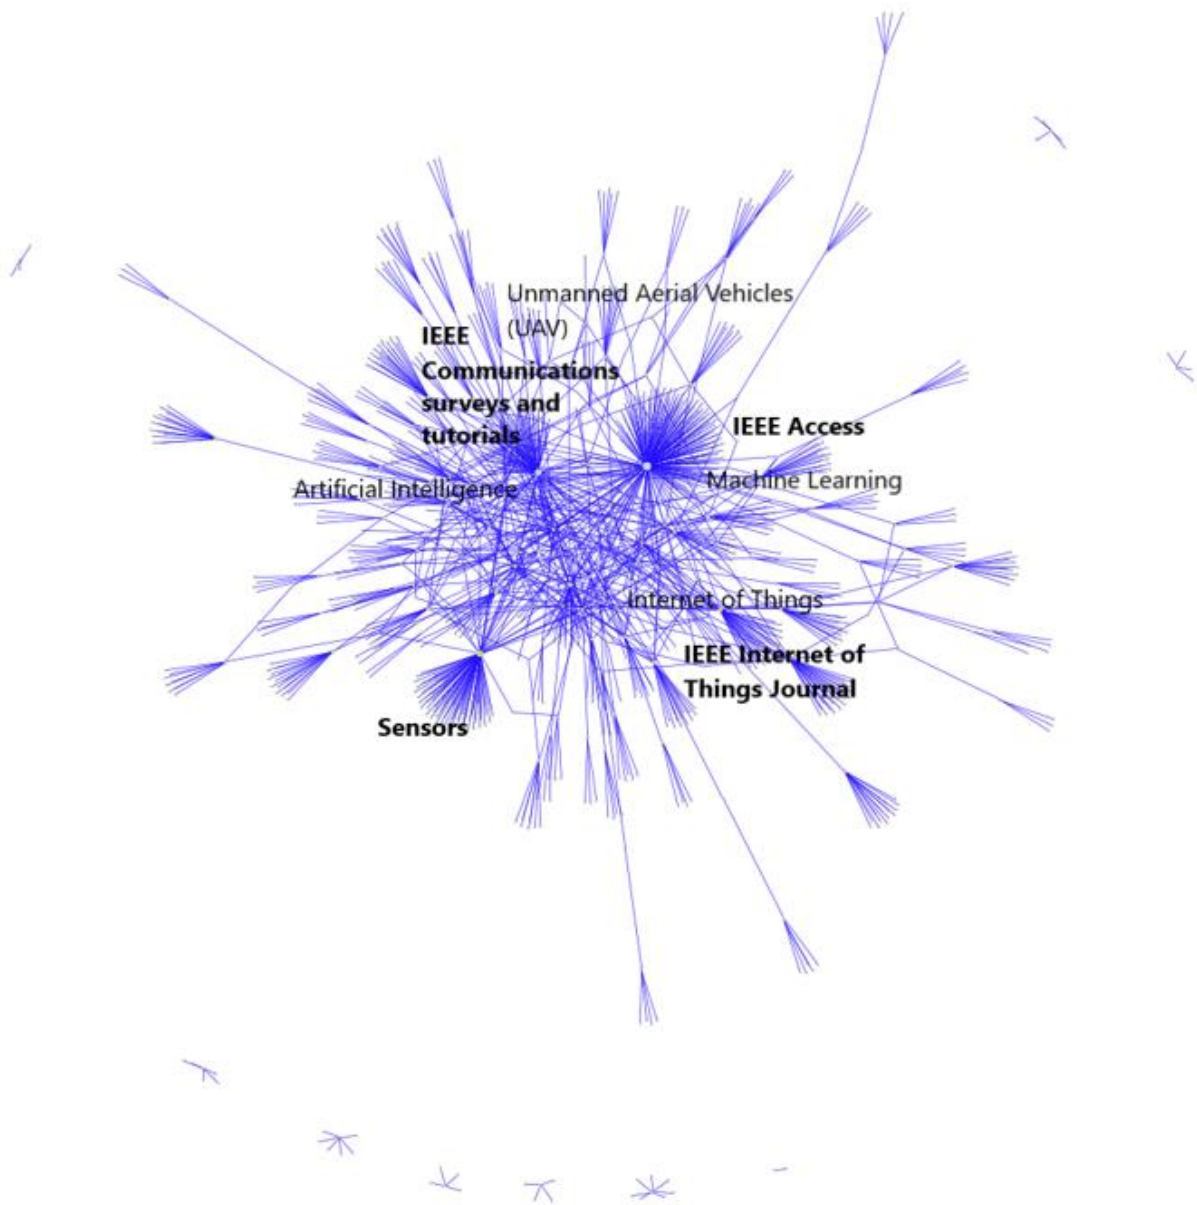 Unmanned Aerial Vehicles
(UAV)
IEEE
Communications
surveys and
tutorials
IEEE Access
Machine Learning
Artificial Intelligence
Internet of Things
IEEE Internet of
Things Journal
Sensors